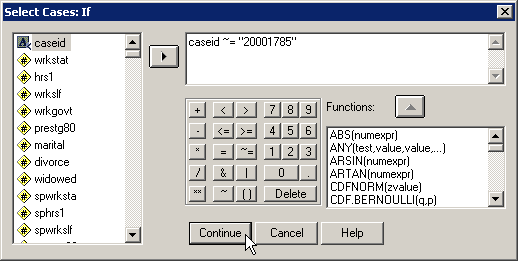 Select Cases: If
caseid
wrkstat
hrs1
wrkslf
wrkgovt
prestg80
marital
divorce
widowed
spwrksta
sphrs1
spwrkslf
caseid ~= "20001785"
+ < > 7 8 9
- <= >= 4 5 6
* = ~= 1 2 3
/ & | 0 .
** ~ ( ) Delete
Functions:
ABS(numexpr)
ANY(test,value,value,...)
ARSIN(numexpr)
ARTAN(numexpr)
CDFNORM(zvalue)
CDF.BERNOULLI(q,p)
Continue Cancel Help